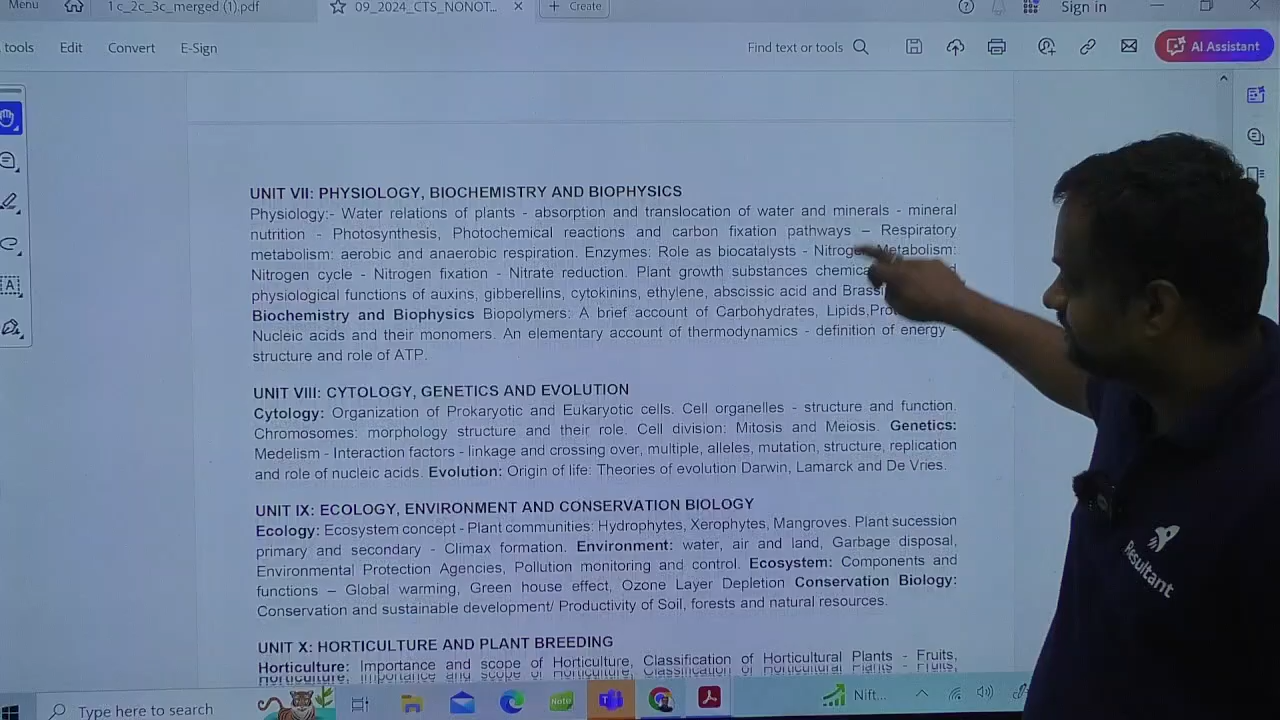 Menu
1 c_2c_3c_merged (1).pdf
09_2024_CTS_NONOT...
Create
Sign in
tools
Edit
Convert
E-Sign
Find text or tools
AI Assistant
UNIT VII: PHYSIOLOGY, BIOCHEMISTRY AND BIOPHYSICS
Physiology:- Water relations of plants - absorption and translocation of water and minerals - mineral
nutrition - Photosynthesis, Photochemical reactions and carbon fixation pathways – Respiratory
metabolism: aerobic and anaerobic respiration. Enzymes: Role as biocatalysts - Nitrogen Metabolism:
Nitrogen cycle - Nitrogen fixation - Nitrate reduction. Plant growth substances
physiological functions of auxins, gibberellins, cytokinins, ethylene, abscissic acid and
Biochemistry and Biophysics Biopolymers: A brief account of Carbohydrates, Lipids,
Nucleic acids and their monomers. An elementary account of thermodynamics - definition of energy -
structure and role of ATP.
UNIT VIII: CYTOLOGY, GENETICS AND EVOLUTION
Cytology: Organization of Prokaryotic and Eukaryotic cells. Cell organelles - structure and function.
Chromosomes: morphology structure and their role. Cell division: Mitosis and Meiosis. Genetics:
Medelism - Interaction factors - linkage and crossing over, multiple, alleles, mutation, structure, replication
and role of nucleic acids. Evolution: Origin of life: Theories of evolution Darwin, Lamarck and De Vries.
UNIT IX: ECOLOGY, ENVIRONMENT AND CONSERVATION BIOLOGY
Ecology: Ecosystem concept - Plant communities: Hydrophytes, Xerophytes, Mangroves. Plant sucession
primary and secondary - Climax formation. Environment: water, air and land, Garbage disposal,
Environmental Protection Agencies, Pollution monitoring and control. Ecosystem: Components and
functions – Global warming, Green house effect, Ozone Layer Depletion Conservation Biology:
Conservation and sustainable development/ Productivity of Soil, forests and natural resources.
UNIT X: HORTICULTURE AND PLANT BREEDING
Horticulture: Importance and scope of Horticulture, Classification of Horticultural Plants - Fruits,
Resultant
Type here to search
Note
Nift...